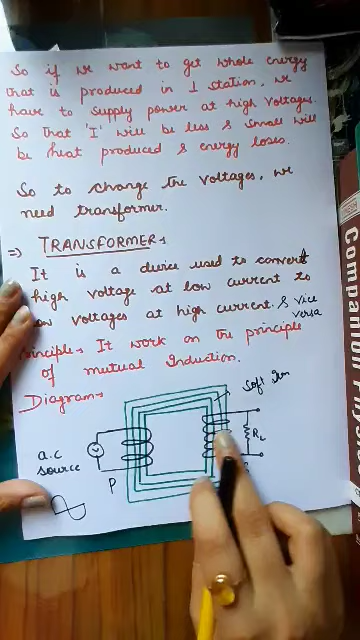 So if we want to get whole energy
that is produced in 1 station, we
have to supply power at high voltages.
So that 'I' will be less & small will
be heat produced & energy loses.
So to change the voltages, we
need transformer.
⇒ TRANSFORMER→
It is a device used to convert
high voltage at low current to
low voltages at high current. & vice
versa
Principle→ It work on the principle
of mutual Induction.
Diagram→
Soft Iron
a.c
source
P
RL
S
Companion